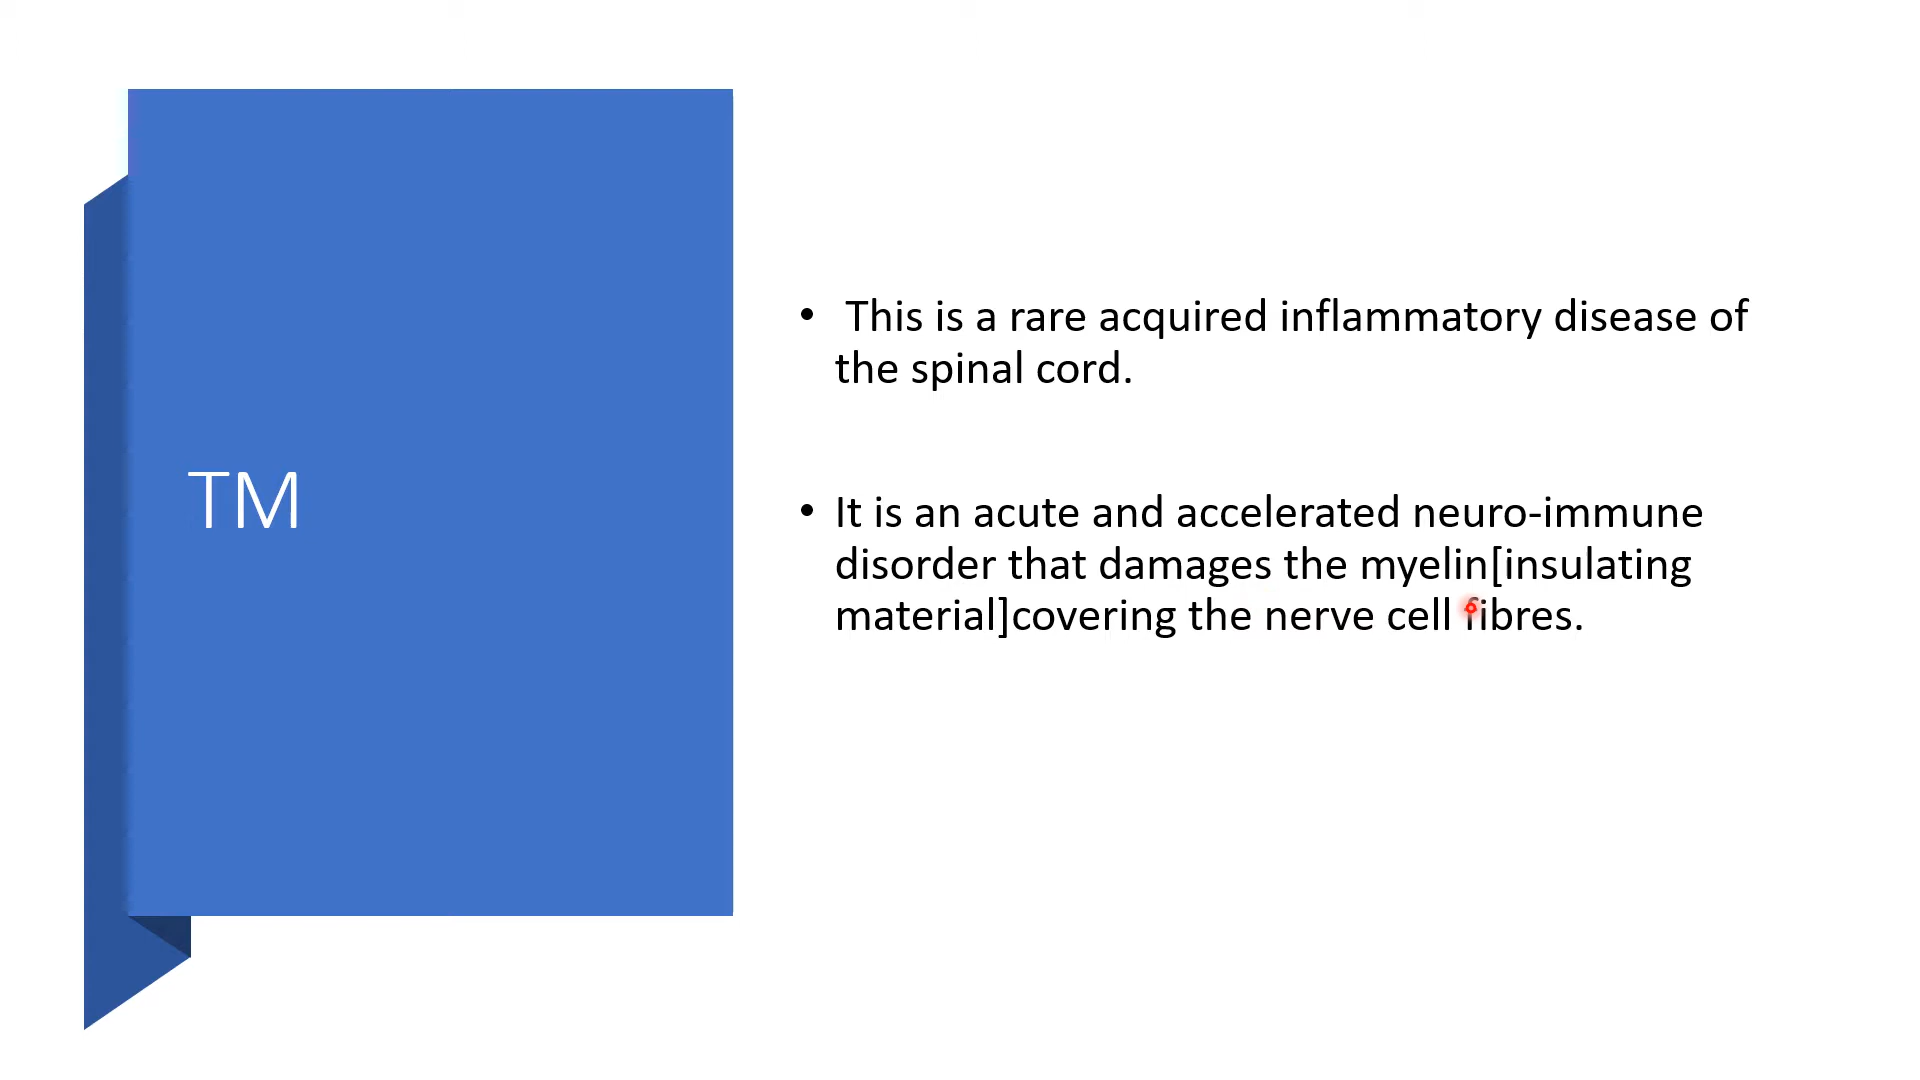 TM
• This is a rare acquired inflammatory disease of
the spinal cord.
• It is an acute and accelerated neuro-immune
disorder that damages the myelin[insulating
material]covering the nerve cell fibres.